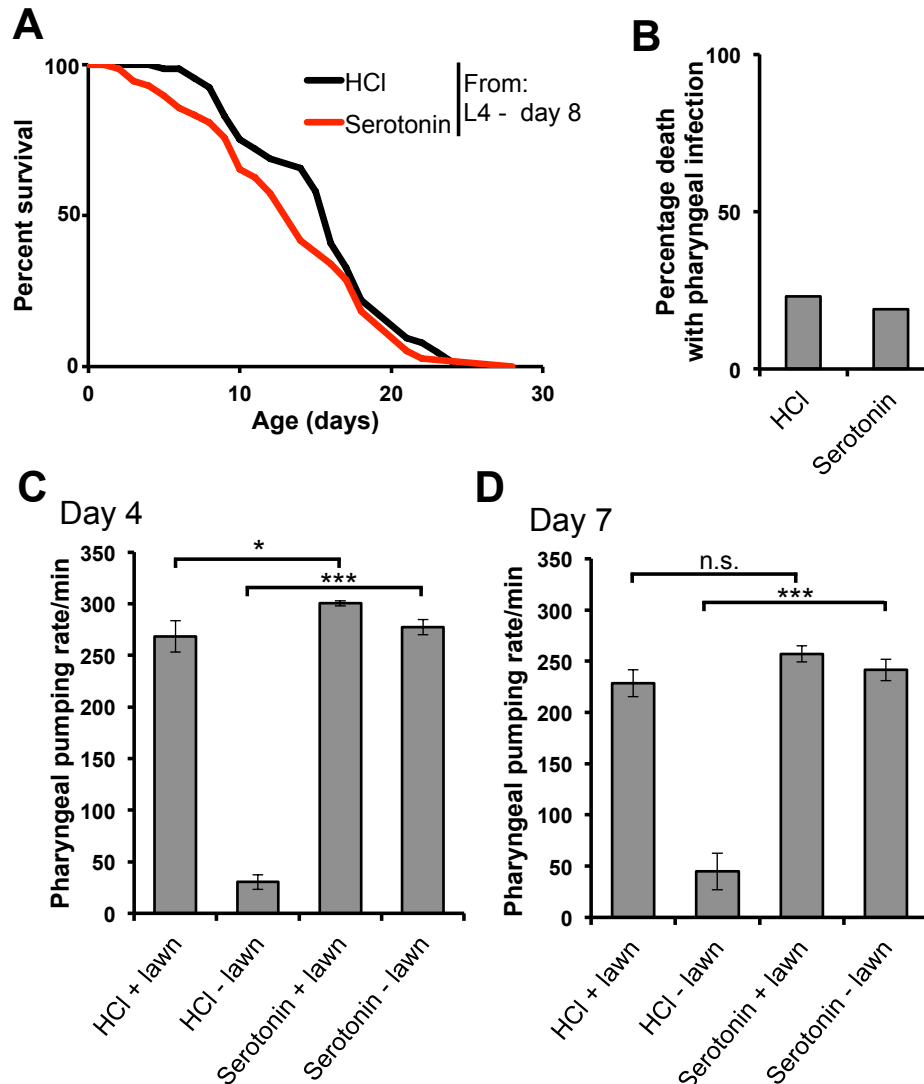 A
Percent survival
100
50
0
0
10
20
30
Age (days)
HCl
Serotonin
From:
L4 - day 8
B
Percentage death
with pharyngeal infection
100
50
0
HCl
Serotonin
C
Day 4
Pharyngeal pumping rate/min
350
300
250
200
150
100
50
0
*
***
HCl + lawn
HCl - lawn
Serotonin + lawn
Serotonin - lawn
D
Day 7
Pharyngeal pumping rate/min
350
300
250
200
150
100
50
0
n.s.
***
HCl + lawn
HCl - lawn
Serotonin + lawn
Serotonin - lawn